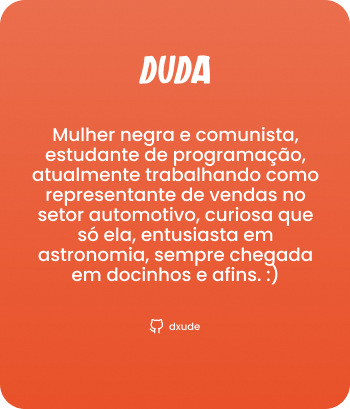 DUDA
Mulher negra e comunista,
estudante de programação,
atualmente trabalhando como
representante de vendas no
setor automotivo, curiosa que
só ela, entusiasta em
astronomia, sempre chegada
em docinhos e afins. :)
dxude